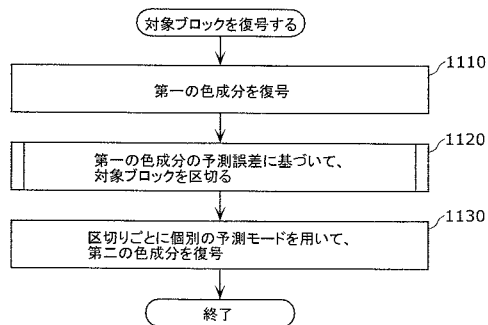 対象ブロックを復号する
1110
第一の色成分を復号
1120
第一の色成分の予測誤差に基づいて、
対象ブロックを区切る
1130
区切りごとに個別の予測モードを用いて、
第二の色成分を復号
終了